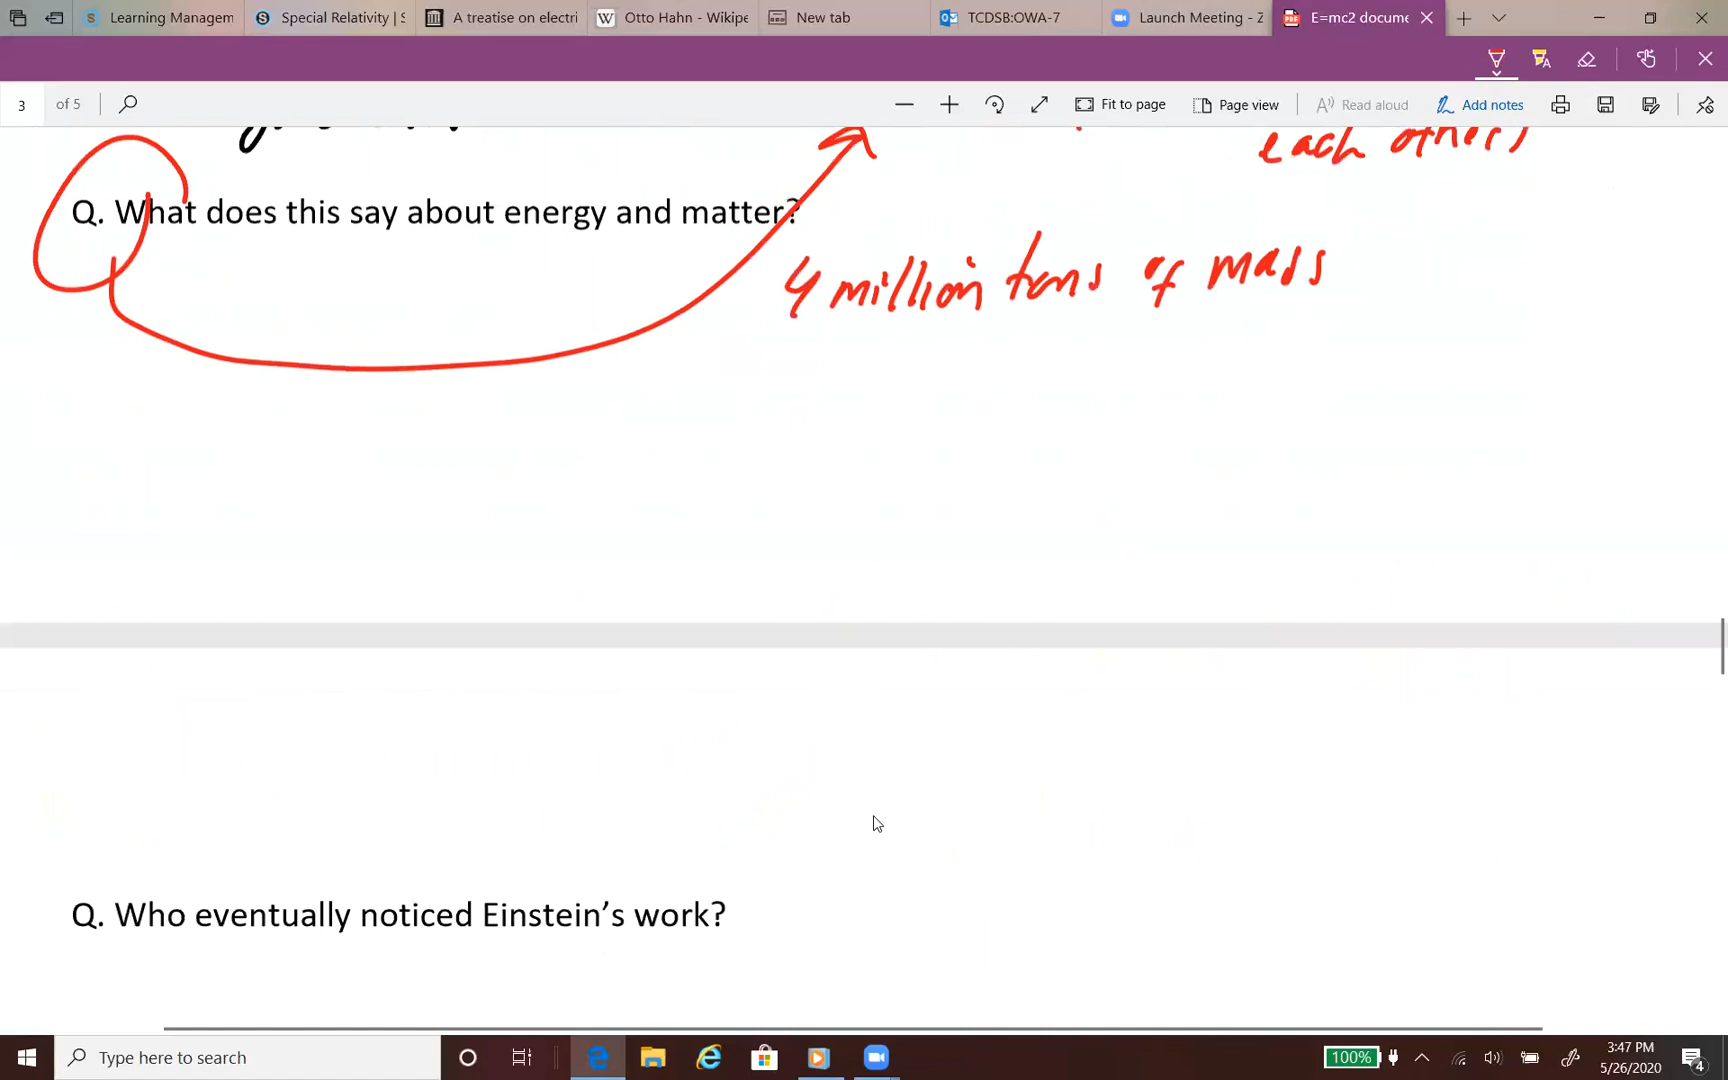 Learning Managem
Special Relativity | S
A treatise on electri
Otto Hahn - Wikipe
New tab
TCDSB:OWA-7
Launch Meeting - Z
E=mc2 docume
3 of 5
Fit to page
Page view
Read aloud
Add notes
each other
Q. What does this say about energy and matter?
4 million tons of mass
Q. Who eventually noticed Einstein's work?
Type here to search
100%
3:47 PM
5/26/2020
4